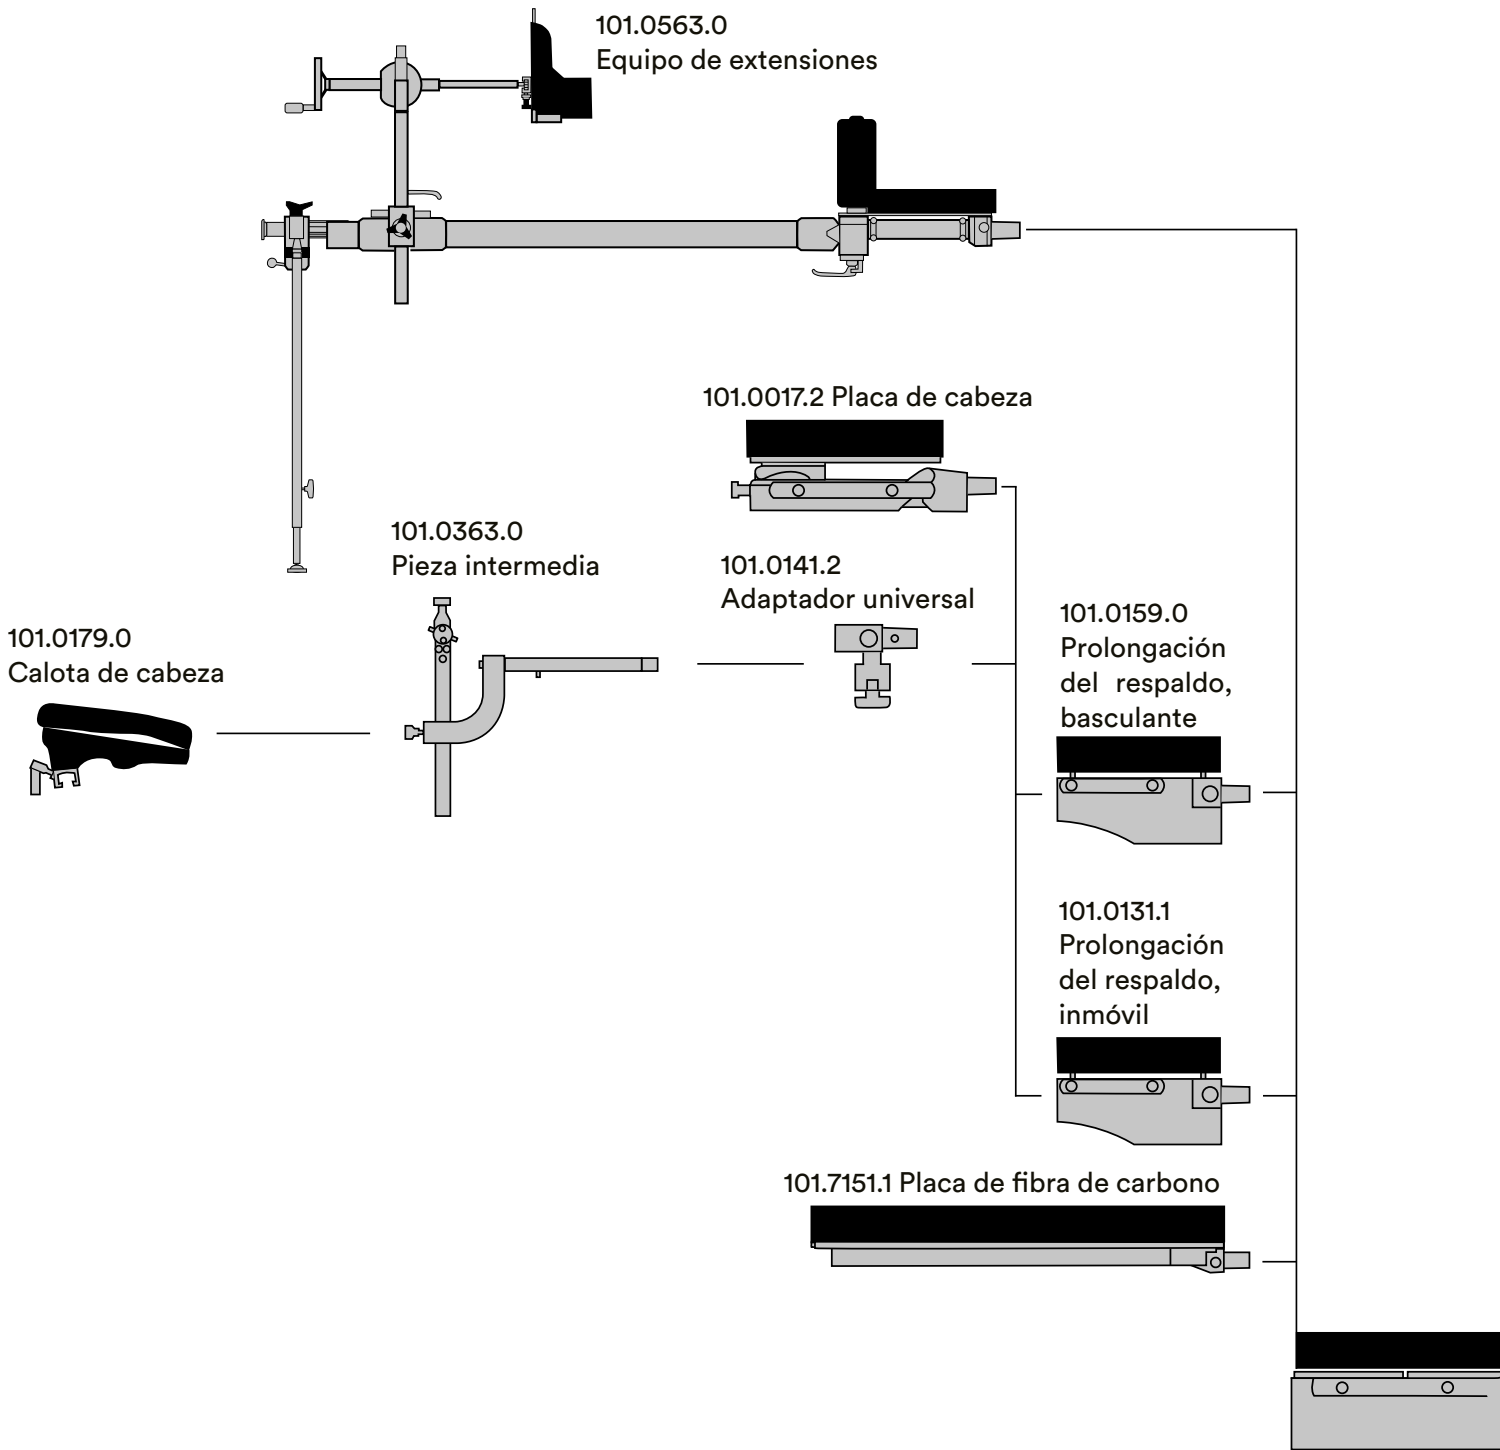 101.0563.0
Equipo de extensiones
101.0017.2 Placa de cabeza
101.0363.0
Pieza intermedia
101.0141.2
Adaptador universal
101.0179.0
Calota de cabeza
101.0159.0
Prolongación
del respaldo,
basculante
101.0131.1
Prolongación
del respaldo,
inmóvil
101.7151.1 Placa de fibra de carbono